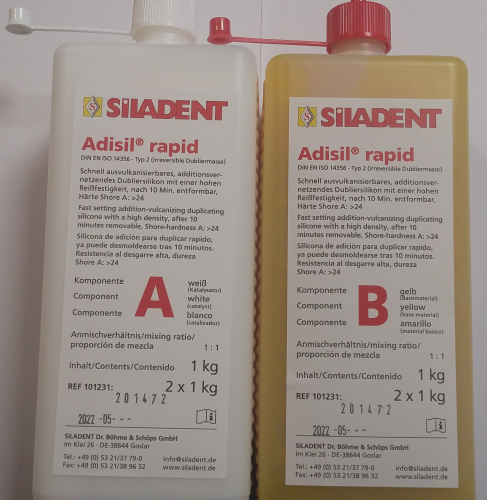 SILADENT
Adisil® rapid
DIN EN ISO 14356 - Typ 2 (irreversible Dubliermasse)
Schnell ausvulkanisierbares, additionsver-
netzendes Dubliersilikon mit einer hohen
Reißfestigkeit, nach 10 Min. entformbar,
Härte Shore A: >24
Fast setting addition-vulcanizing duplicating
silicone with a high density, after 10
minutes removable, Shore-hardness A: >24
Silicona de adición para duplicar rapido,
ya puede desmoldearse tras 10 minutos.
Resistencia al desgarre alta, dureza
Shore A: >24
Komponente
Component
Componente
A
weiß
(Katalysator)
white
(catalyst)
blanco
(catalizador)
Anmischverhältnis/mixing ratio/
proporción de mezcla 1 : 1
Inhalt/Contents/Contenido 1 kg
REF 101231: 2 x 1 kg
201472
2022 -05- - -
SILADENT Dr. Böhme & Schöps GmbH
Im Klei 26 · DE-38644 Goslar
Tel.: +49 (0) 53 21/37 79-0 info@siladent.de
Fax: +49 (0) 53 21/38 96 32 www.siladent.de
SILADENT
Adisil® rapid
DIN EN ISO 14356 - Typ 2 (irreversible Dubliermasse)
Schnell ausvulkanisierbares, additionsver-
netzendes Dubliersilikon mit einer hohen
Reißfestigkeit, nach 10 Min. entformbar,
Härte Shore A: >24
Fast setting addition-vulcanizing duplicating
silicone with a high density, after 10
minutes removable, Shore-hardness A: >24
Silicona de adición para duplicar rapido,
ya puede desmoldearse tras 10 minutos.
Resistencia al desgarre alta, dureza
Shore A: >24
Komponente
Component
Componente
B
gelb
(Basismaterial)
yellow
(base material)
amarillo
(material basico)
Anmischverhältnis/mixing ratio/
proporción de mezcla 1 : 1
Inhalt/Contents/Contenido 1 kg
REF 101231: 2 x 1 kg
201472
2022 -05- - -
SILADENT Dr. Böhme & Schöps GmbH
Im Klei 26 · DE-38644 Goslar
Tel.: +49 (0) 53 21/37 79-0 info@siladent.de
Fax: +49 (0) 53 21/38 96 32 www.siladent.de